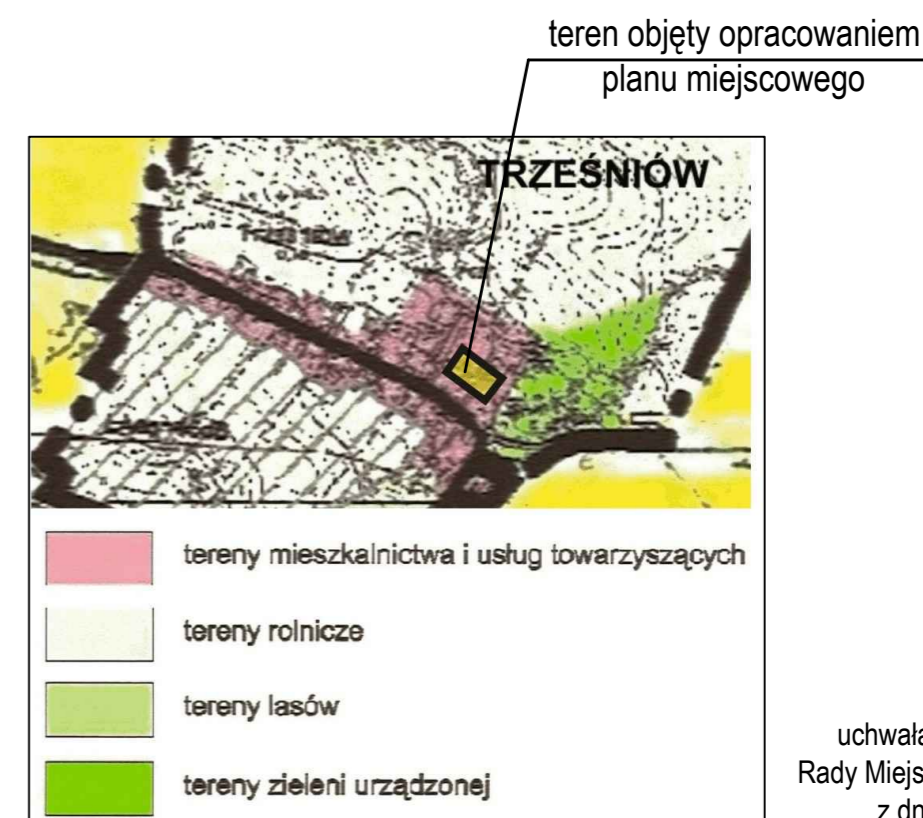 teren objęty opracowaniem
planu miejscowego
TRZEŚNIÓW
tereny mieszkalnictwa i usług towarzyszących
tereny rolnicze
tereny lasów
tereny zieleni urządzonej
uchwała
Rady Miejs
z dn